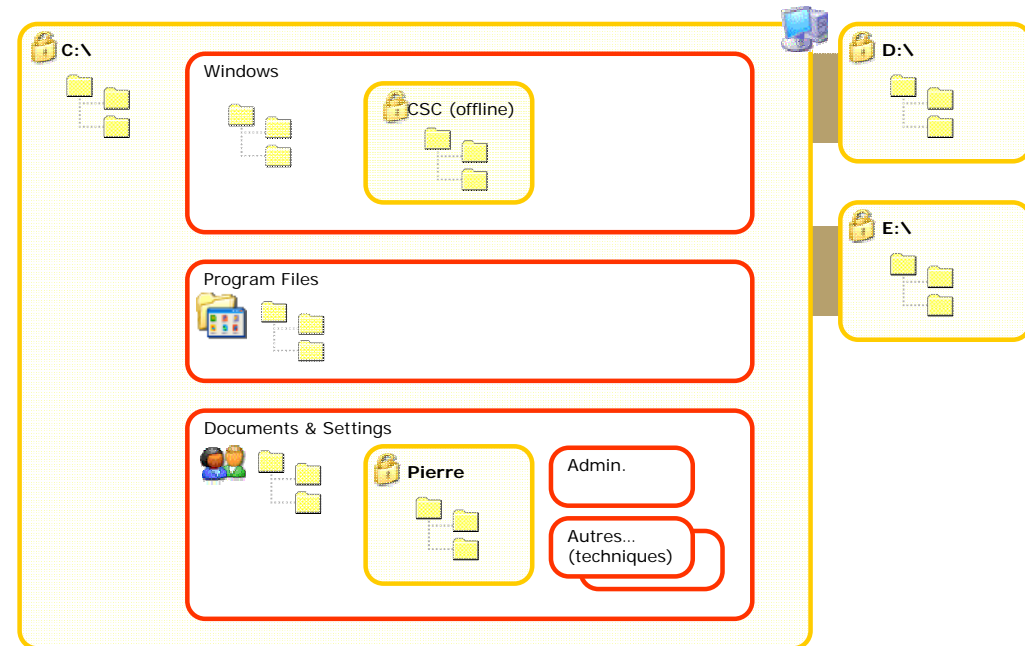 C:\
Windows
CSC (offline)
Program Files
Documents & Settings
Pierre
Admin.
Autres...
(techniques)
D:\
E:\